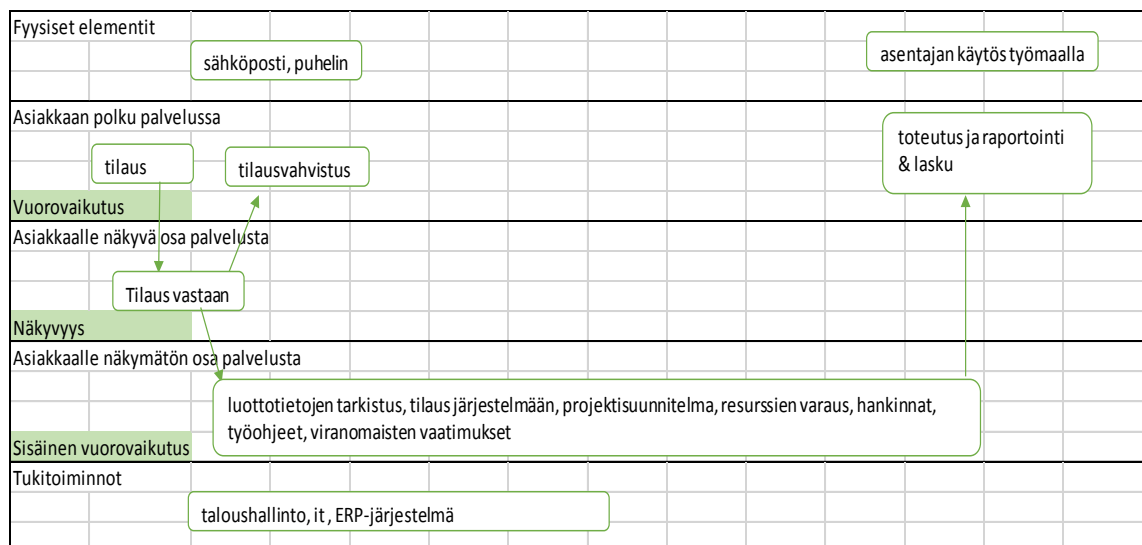 Fyysiset elementit
sähköposti, puhelin
asentajan käytös työmaalla
Asiakkaan polku palvelussa
tilaus
tilausvahvistus
toteutus ja raportointi
& lasku
Vuorovaikutus
Asiakkaalle näkyvä osa palvelusta
Tilaus vastaan
Näkyvyys
Asiakkaalle näkymätön osa palvelusta
luottotietojen tarkistus, tilaus järjestelmään, projektisuunnitelma, resurssien varaus, hankinnat,
työohjeet, viranomaisten vaatimukset
Sisäinen vuorovaikutus
Tukitoiminnot
taloushallinto, it , ERP-järjestelmä